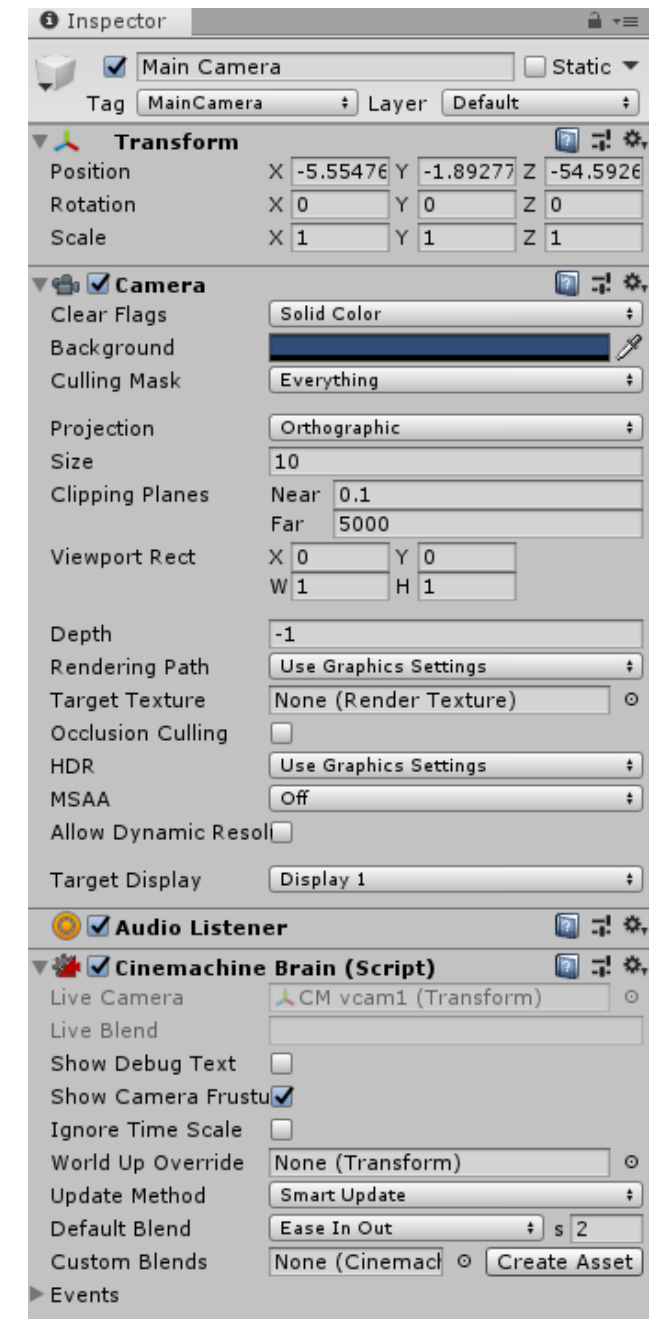 Inspector
Main Camera Static
Tag MainCamera Layer Default
Transform
Position X -5.55476 Y -1.89277 Z -54.5926
Rotation X 0 Y 0 Z 0
Scale X 1 Y 1 Z 1
Camera
Clear Flags Solid Color
Background
Culling Mask Everything
Projection Orthographic
Size 10
Clipping Planes Near 0.1
Far 5000
Viewport Rect X 0 Y 0
W 1 H 1
Depth -1
Rendering Path Use Graphics Settings
Target Texture None (Render Texture)
Occlusion Culling
HDR Use Graphics Settings
MSAA Off
Allow Dynamic Resol
Target Display Display 1
Audio Listener
Cinemachine Brain (Script)
Live Camera CM vcam1 (Transform)
Live Blend
Show Debug Text
Show Camera Frustu
Ignore Time Scale
World Up Override None (Transform)
Update Method Smart Update
Default Blend Ease In Out s 2
Custom Blends None (Cinemach Create Asset
Events